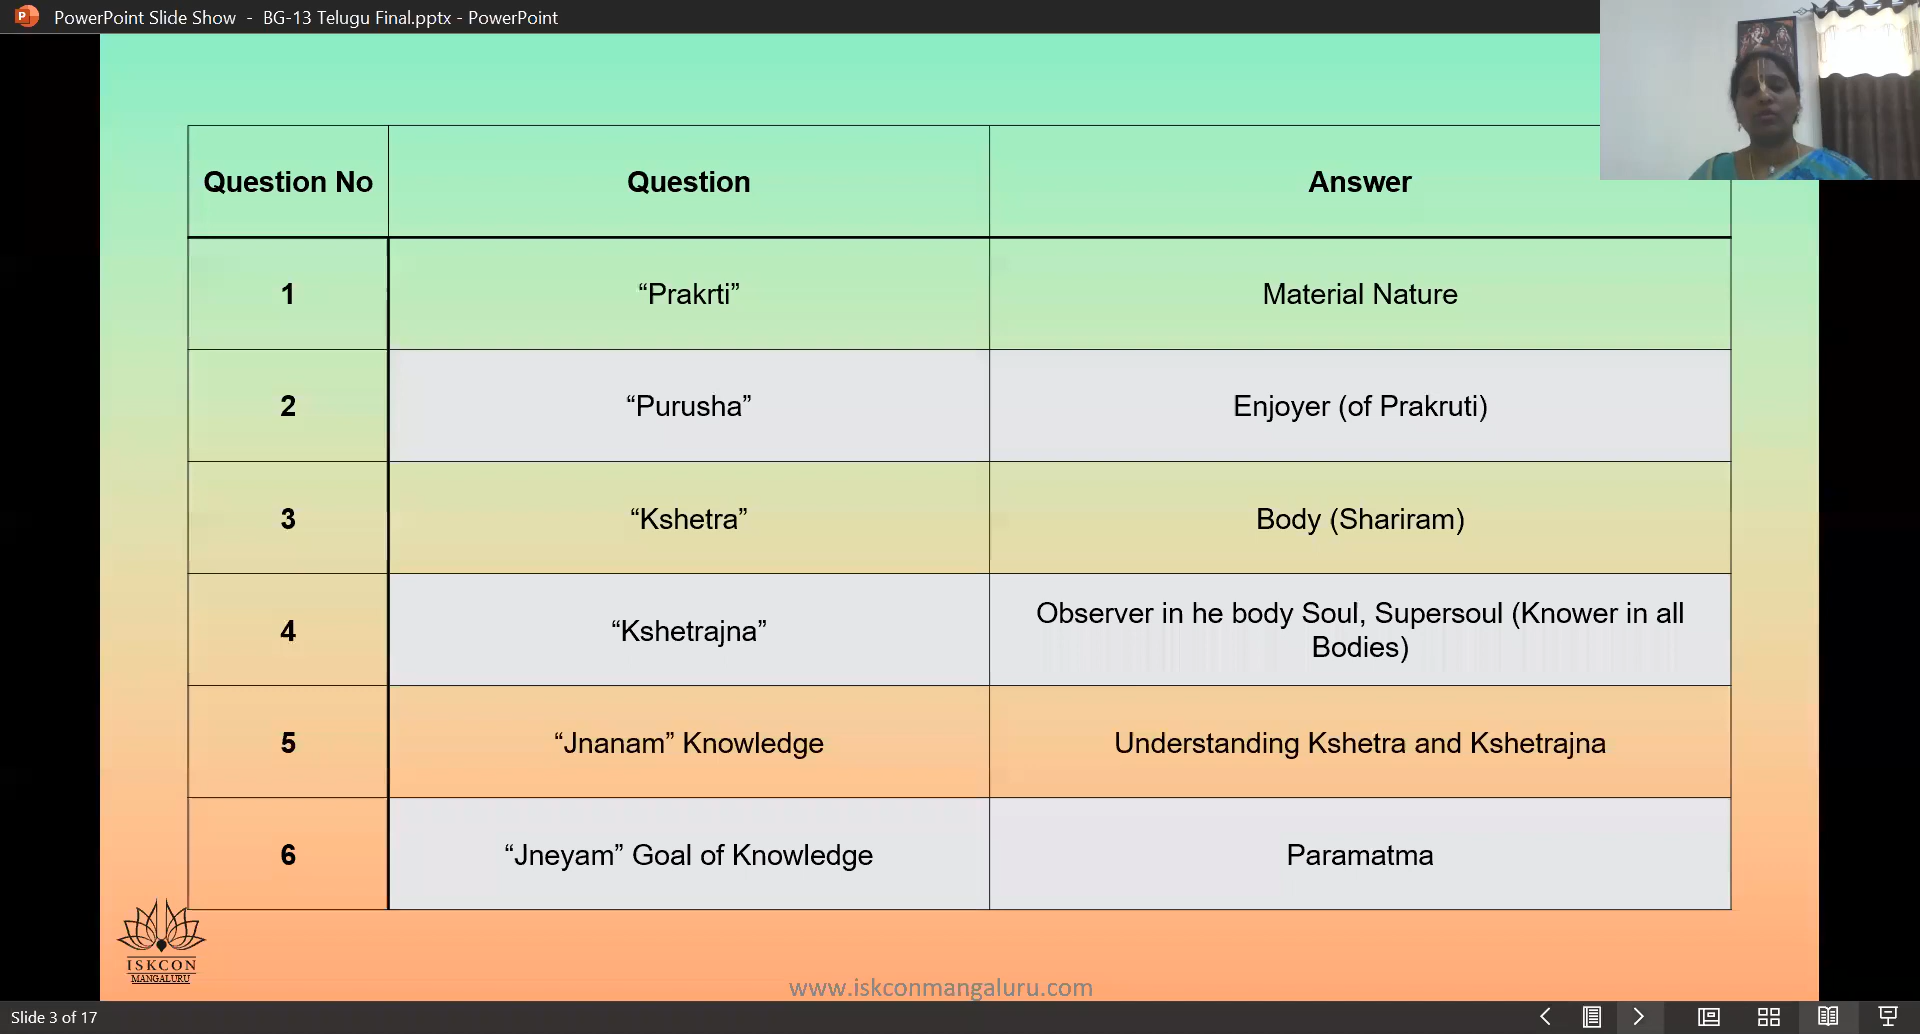 PowerPoint Slide Show - BG-13 Telugu Final.pptx - PowerPoint
Question No Question Answer
1 “Prakrti” Material Nature
2 “Purusha” Enjoyer (of Prakruti)
3 “Kshetra” Body (Shariram)
4 “Kshetrajna” Observer in he body Soul, Supersoul (Knower in all
Bodies)
5 “Jnanam” Knowledge Understanding Kshetra and Kshetrajna
6 “Jneyam” Goal of Knowledge Paramatma
ISKCON
MANGALURU
www.iskconmangaluru.com
Slide 3 of 17